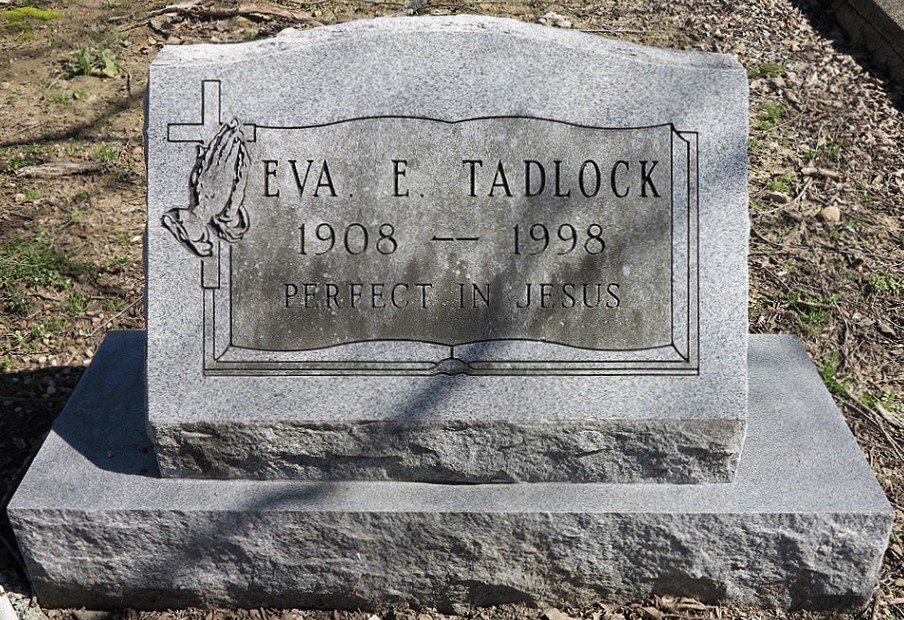 EVA. E. TADLOCK
1908 — 1998
PERFECT IN JESUS